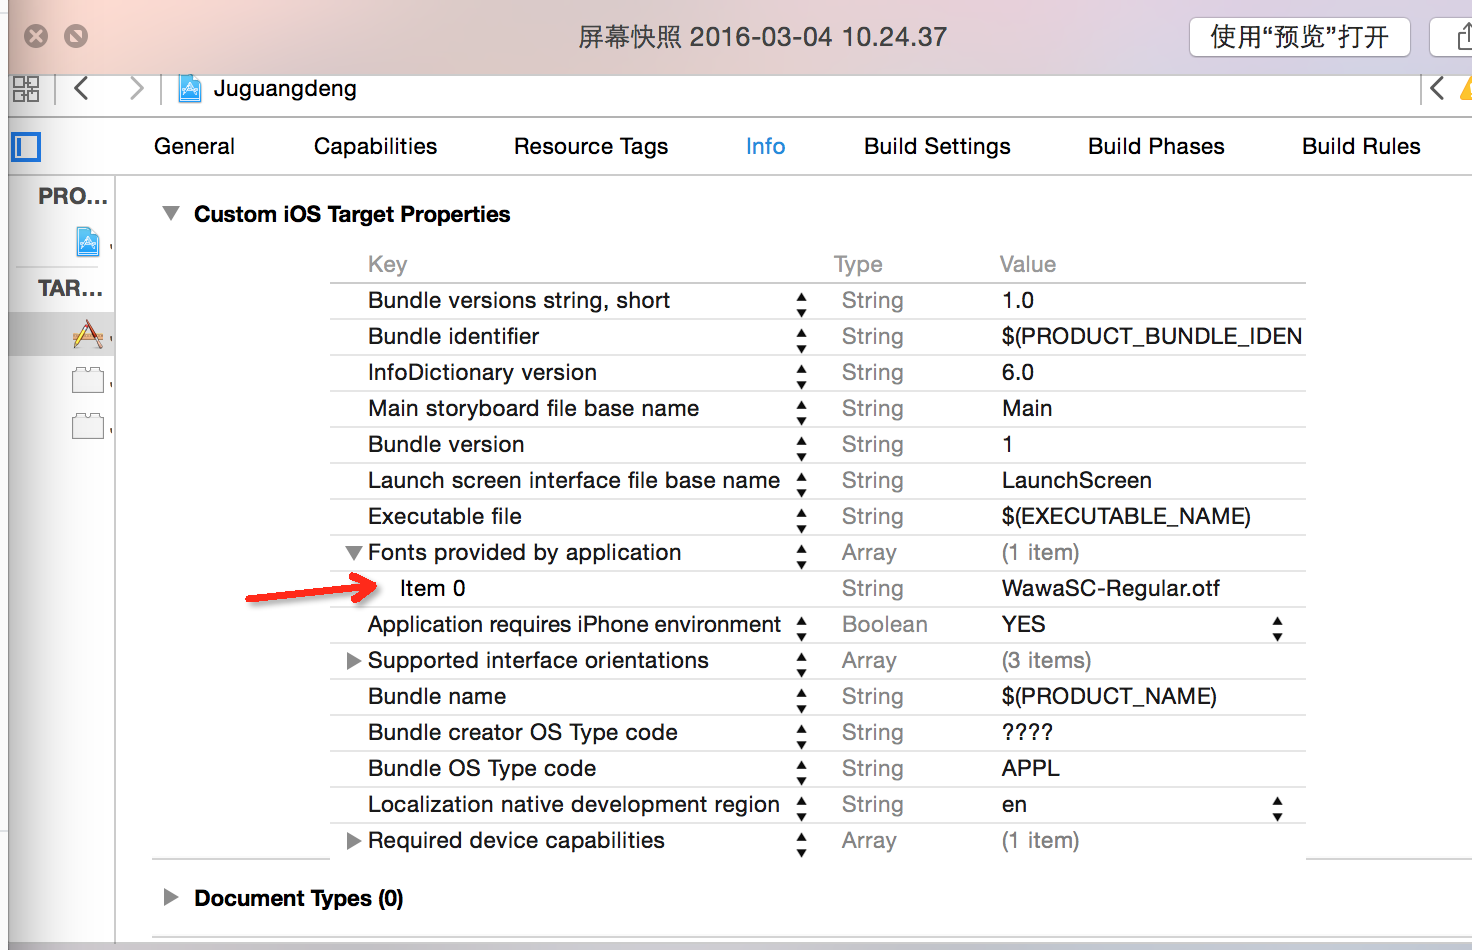 屏幕快照 2016-03-04 10.24.37
使用“预览”打开
Juguangdeng
General Capabilities Resource Tags Info Build Settings Build Phases Build Rules
PRO...
TAR...
Custom iOS Target Properties
Key Type Value
Bundle versions string, short String 1.0
Bundle identifier String $(PRODUCT_BUNDLE_IDEN
InfoDictionary version String 6.0
Main storyboard file base name String Main
Bundle version String 1
Launch screen interface file base name String LaunchScreen
Executable file String $(EXECUTABLE_NAME)
Fonts provided by application Array (1 item)
Item 0 String WawaSC-Regular.otf
Application requires iPhone environment Boolean YES
Supported interface orientations Array (3 items)
Bundle name String $(PRODUCT_NAME)
Bundle creator OS Type code String ????
Bundle OS Type code String APPL
Localization native development region String en
Required device capabilities Array (1 item)
Document Types (0)